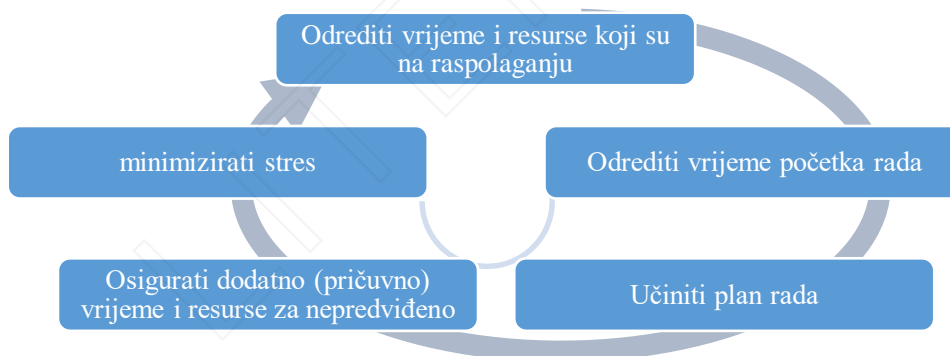 Odrediti vrijeme i resurse koji su
na raspolaganju
Odrediti vrijeme početka rada
Učiniti plan rada
Osigurati dodatno (pričuvno)
vrijeme i resurse za nepredviđeno
minimizirati stres